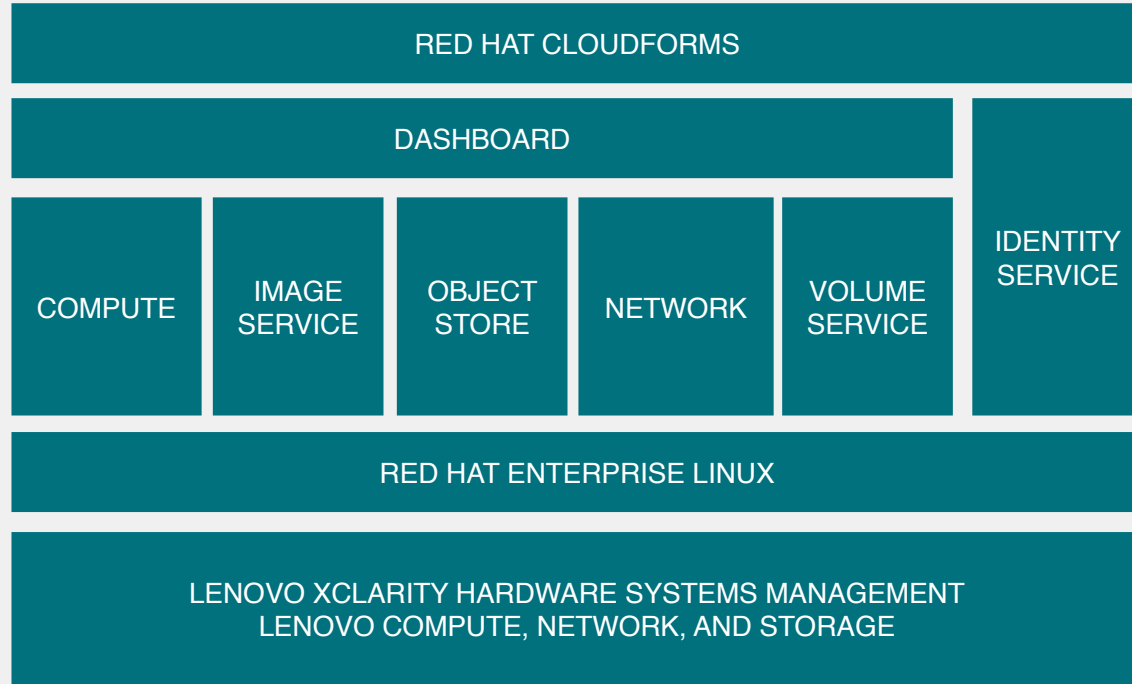 RED HAT CLOUDFORMS
DASHBOARD
IDENTITY
SERVICE
COMPUTE
IMAGE
SERVICE
OBJECT
STORE
NETWORK
VOLUME
SERVICE
RED HAT ENTERPRISE LINUX
LENOVO XCLARITY HARDWARE SYSTEMS MANAGEMENT
LENOVO COMPUTE, NETWORK, AND STORAGE